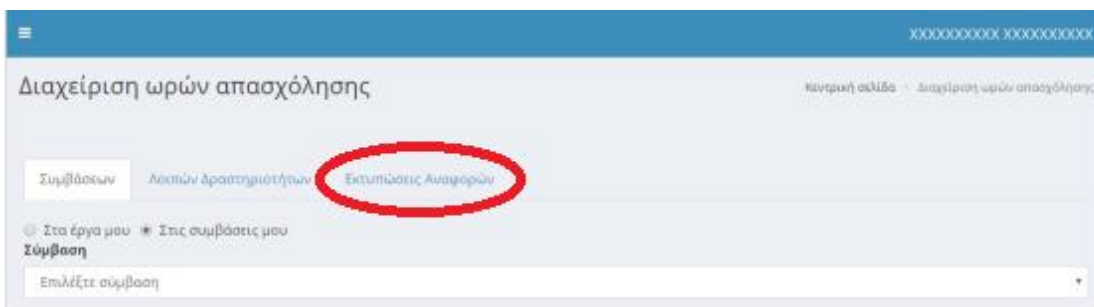 XXXXXXXXXX XXXXXXXXXX
Διαχείριση ωρών απασχόλησης
Κεντρική σελίδα Διαχείριση ωρών απασχόλησης
Συμβάσεων Λοιπών Δραστηριοτήτων Εκτυπώσεις Αναφορών
Στα έργα μου Στις συμβάσεις μου
Σύμβαση
Επιλέξτε σύμβαση